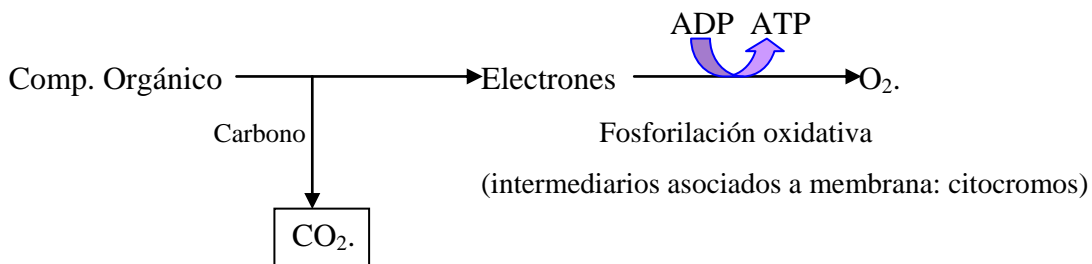 ADP ATP
Comp. Orgánico Electrones O₂.
Carbono Fosforilación oxidativa
(intermediarios asociados a membrana: citocromos)
CO₂.